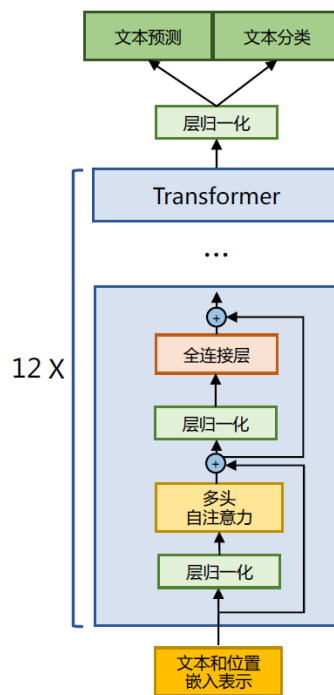 文本预测
文本分类
层归一化
Transformer
...
12 X
+
全连接层
层归一化
+
多头
自注意力
层归一化
文本和位置
嵌入表示